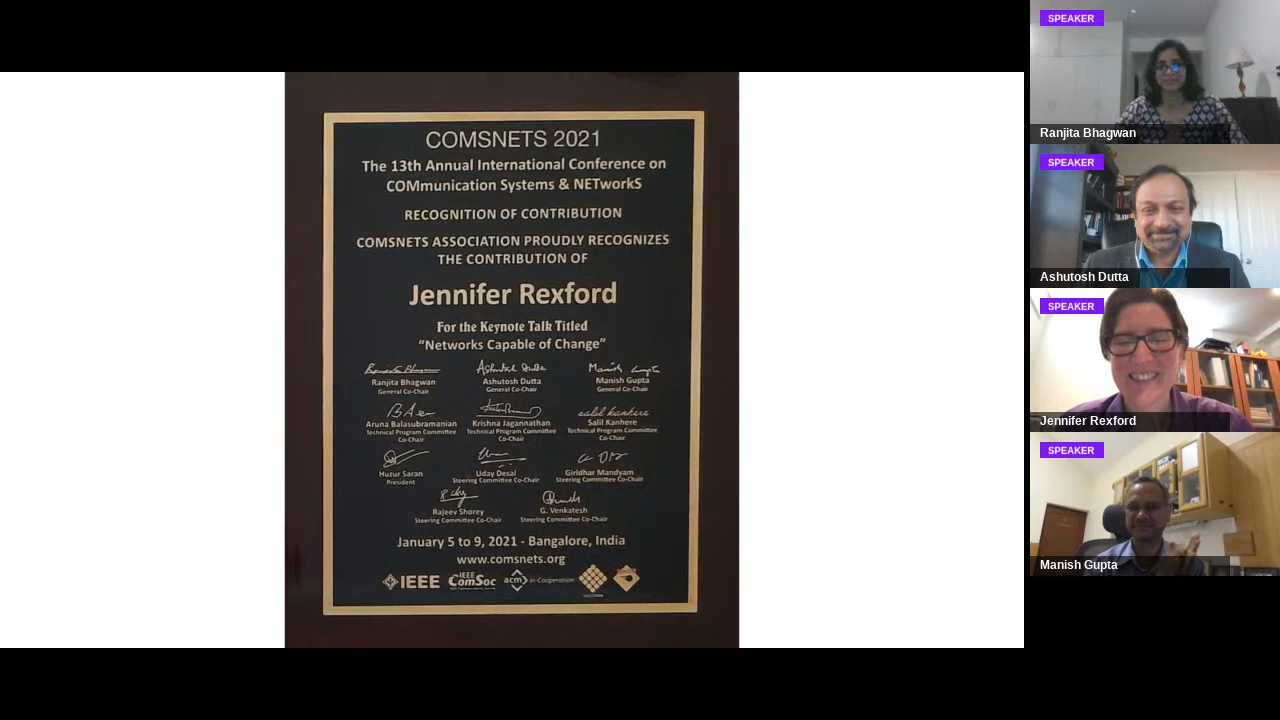 COMSNETS 2021
The 13th Annual International Conference on
COMmunication Systems & NETworkS
RECOGNITION OF CONTRIBUTION
COMSNETS ASSOCIATION PROUDLY RECOGNIZES
THE CONTRIBUTION OF
Jennifer Rexford
For the Keynote Talk Titled
“Networks Capable of Change”
Ranjita Bhagwan
General Co-Chair
Ashutosh Dutta
General Co-Chair
Manish Gupta
General Co-Chair
Aruna Balasubramanian
Technical Program Committee
Co-Chair
Krishna Jagannathan
Technical Program Committee
Co-Chair
Salil Kanhere
Technical Program Committee
Co-Chair
Huzur Saran
President
Uday Desai
Steering Committee Co-Chair
Giridhar Mandyam
Steering Committee Co-Chair
Rajeev Shorey
Steering Committee Co-Chair
G. Venkatesh
Steering Committee Co-Chair
January 5 to 9, 2021 - Bangalore, India
www.comsnets.org
IEEE
IEEE
ComSoc
acm In-Cooperation
SPEAKER
Ranjita Bhagwan
SPEAKER
Ashutosh Dutta
SPEAKER
Jennifer Rexford
SPEAKER
Manish Gupta